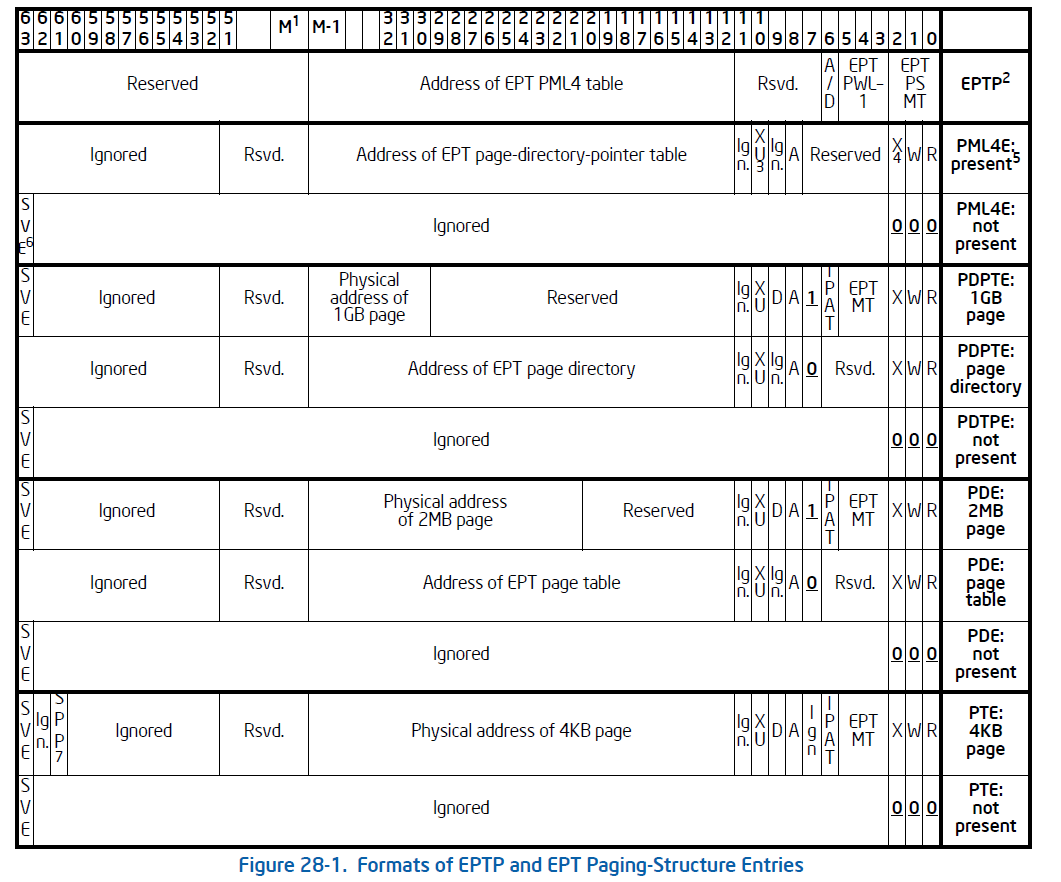 6 6 6 6 5 5 5 5 5 5 5 5 5 5 M1 M-1 3 3 3 2 2 2 2 2 2 2 2 2 2 1 1 1 1 1 1 1 1 1 1
3 2 1 0 9 8 7 6 5 5 4 3 2 1 2 1 0 9 8 7 6 5 4 3 2 1 0 9 8 7 6 5 4 3 2 1 0 9 8 7 6 5 4 3 2 1 0
Reserved Address of EPT PML4 table Rsvd. A/D EPT PWL–1 EPT PS MT EPTP2
Ignored Rsvd. Address of EPT page-directory-pointer table Ign. XU3 Ign. A Reserved X4 W R PML4E: present5
SVE6 Ignored 0 0 0 PML4E: not present
SVE Ignored Rsvd. Physical address of 1GB page Reserved Ign. XU D A 1 IPAT EPT MT X W R PDPTE: 1GB page
Ignored Rsvd. Address of EPT page directory Ign. XU Ign. A 0 Rsvd. X W R PDPTE: page directory
SVE Ignored 0 0 0 PDTPE: not present
SVE Ignored Rsvd. Physical address of 2MB page Reserved Ign. XU D A 1 IPAT EPT MT X W R PDE: 2MB page
Ignored Rsvd. Address of EPT page table Ign. XU Ign. A 0 Rsvd. X W R PDE: page table
SVE Ignored 0 0 0 PDE: not present
SVE Ign. SPP7 Ignored Rsvd. Physical address of 4KB page Ign. XU D A Ign IPAT EPT MT X W R PTE: 4KB page
SVE Ignored 0 0 0 PTE: not present
Figure 28-1. Formats of EPTP and EPT Paging-Structure Entries